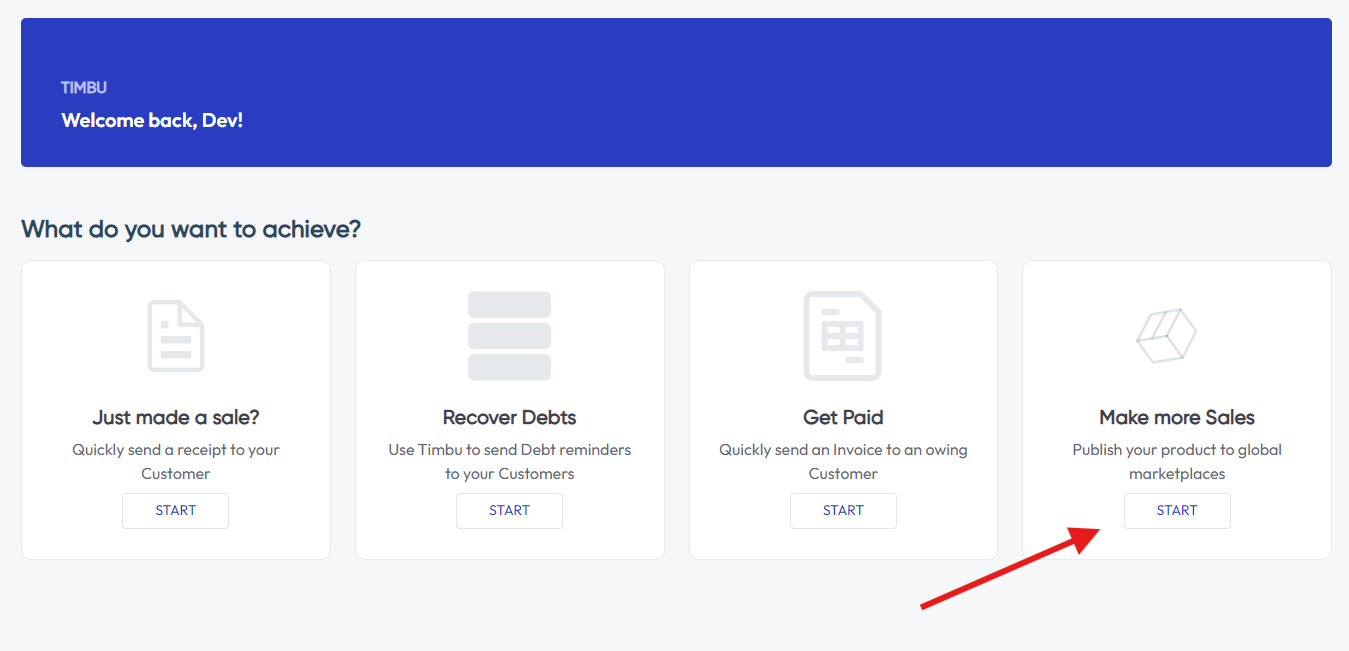 TIMBU
Welcome back, Dev!
What do you want to achieve?
Just made a sale?
Quickly send a receipt to your
Customer
START
Recover Debts
Use Timbu to send Debt reminders
to your Customers
START
Get Paid
Quickly send an Invoice to an owing
Customer
START
Make more Sales
Publish your product to global
marketplaces
START